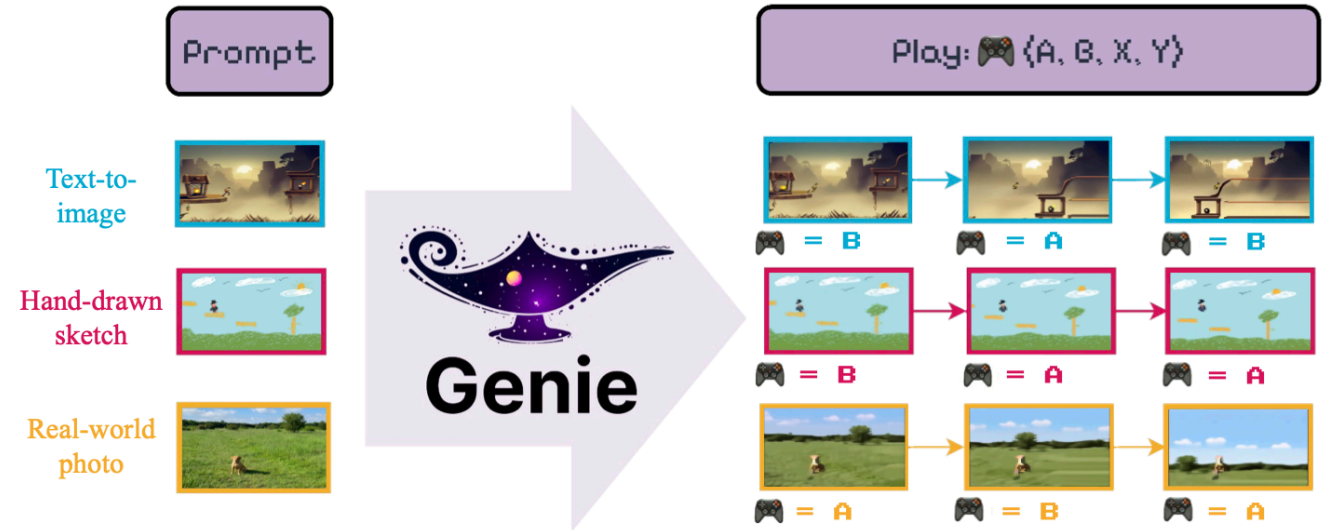 Prompt
Play: {A, B, X, Y}
Text-to-
image
= B
= A
= B
Hand-drawn
sketch
= B
= A
= A
Real-world
photo
= A
= B
= A
Genie